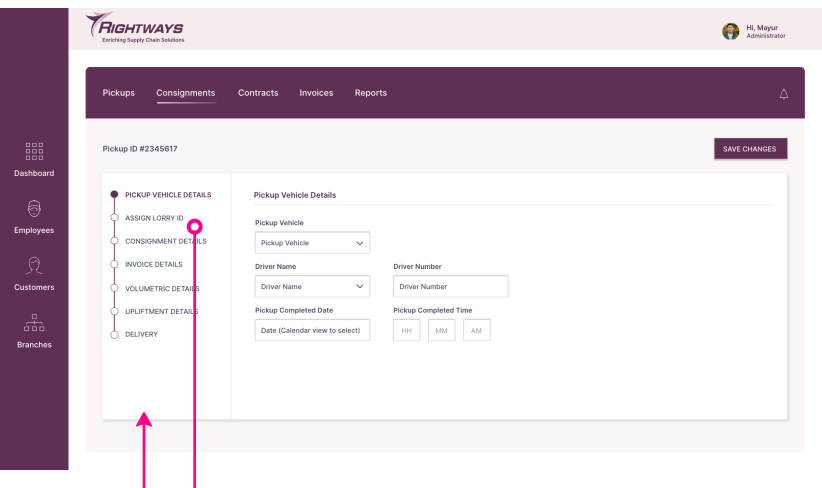 RIGHTWAYS
Enriching Supply Chain Solutions
Hi, Mayur
Administrator
Pickups Consignments Contracts Invoices Reports
Pickup ID #2345617
SAVE CHANGES
Dashboard
Employees
Customers
Branches
PICKUP VEHICLE DETAILS
ASSIGN LORRY ID
CONSIGNMENT DETAILS
INVOICE DETAILS
VOLUMETRIC DETAILS
UPLIFTMENT DETAILS
DELIVERY
Pickup Vehicle Details
Pickup Vehicle
Pickup Vehicle
Driver Name Driver Number
Driver Name Driver Number
Pickup Completed Date Pickup Completed Time
Date (Calendar view to select) HH MM AM